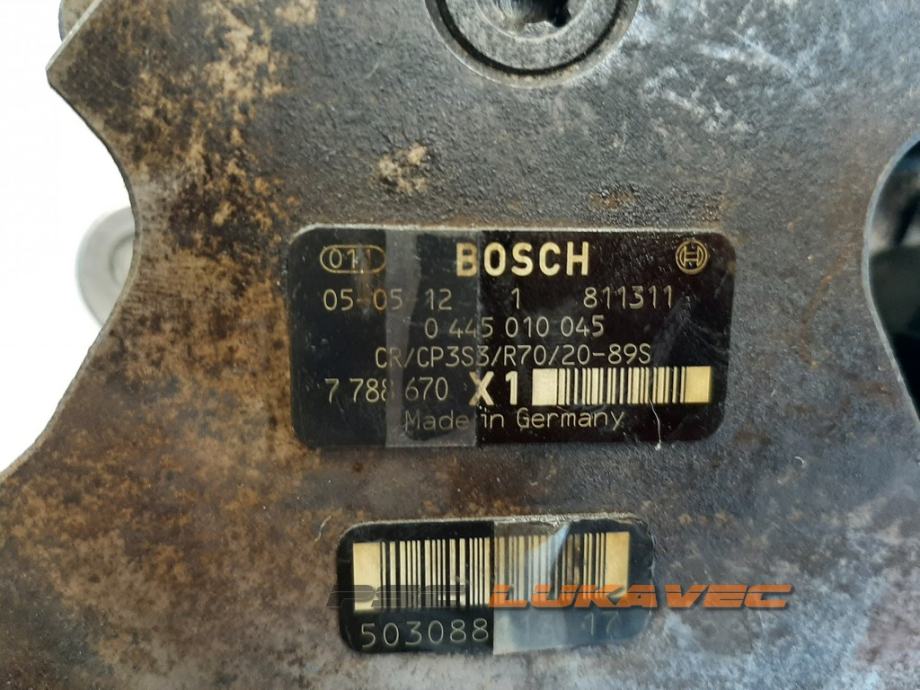 01 BOSCH
05-05-12 1 811311
0 445 010 045
CR/CP3S3/R70/20-89S
7 788 670 X1
Made in Germany
LUKAVEC
503088 17